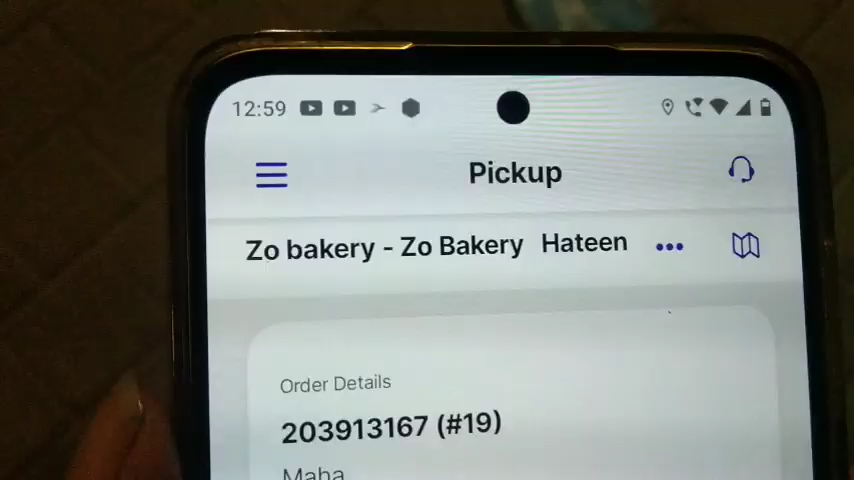 12:59
Pickup
Zo bakery - Zo Bakery Hateen
Order Details
203913167 (#19)
Maha